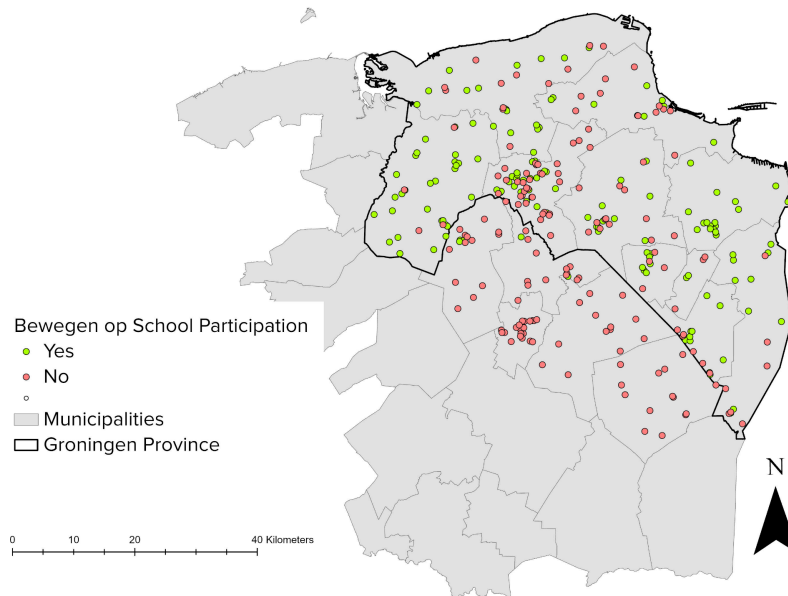 Bewegen op School Participation
Yes
No
Municipalities
Groningen Province
0 10 20 40 Kilometers
N